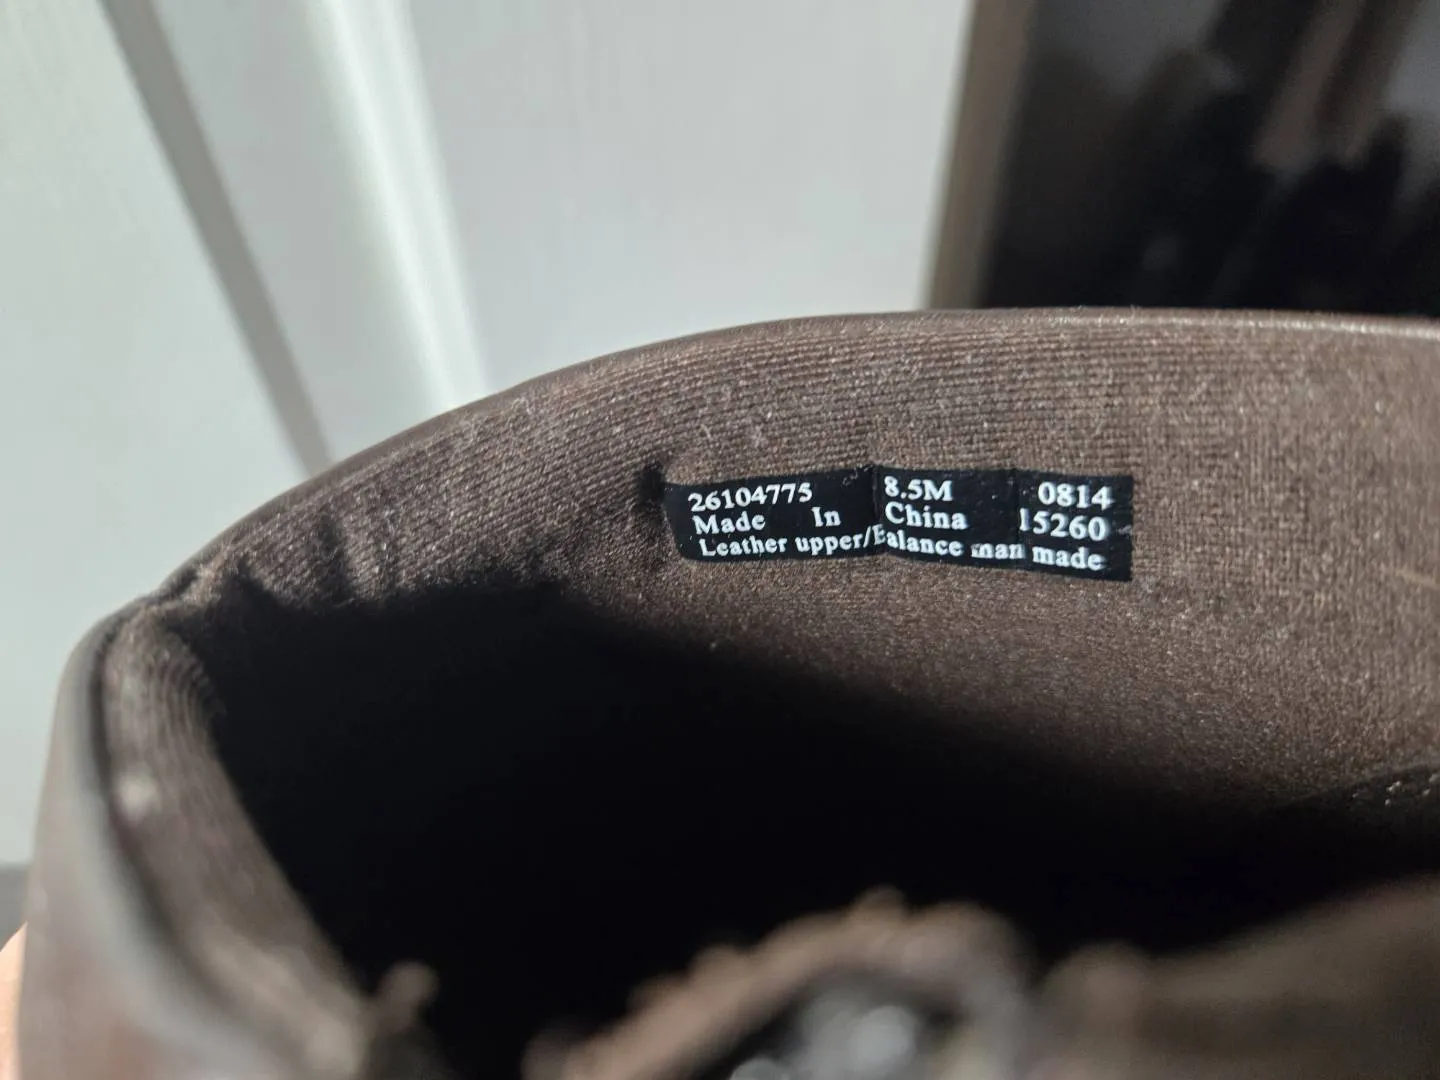 26104775 8.5M 0814
Made In China 15260
Leather upper/Balance man made